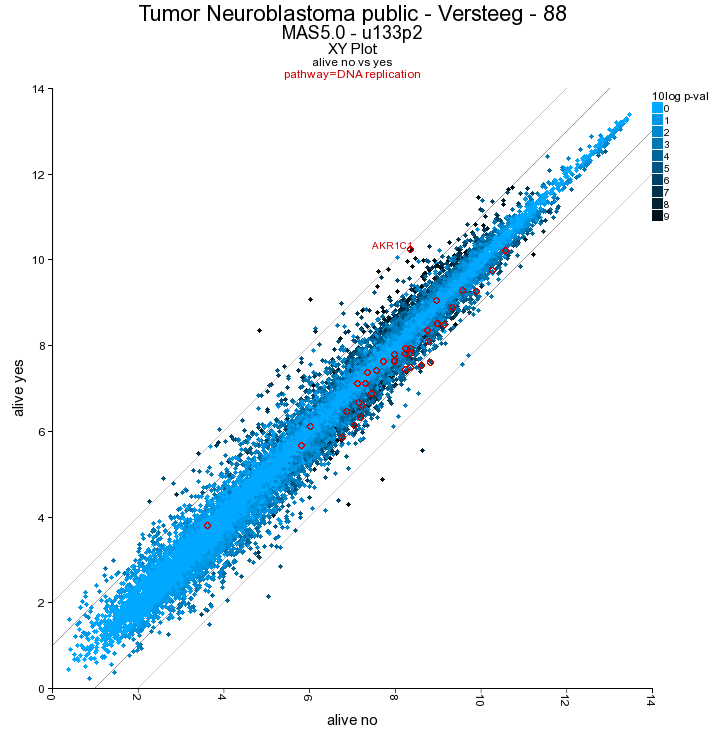 Tumor Neuroblastoma public - Versteeg - 88
MAS5.0 - u133p2
XY Plot
alive no vs yes
pathway=DNA replication
10log p-val
0
1
2
3
4
5
6
7
8
9
AKR1C1
alive yes
14
12
10
8
6
4
2
0
0
2
4
6
8
10
12
14
alive no